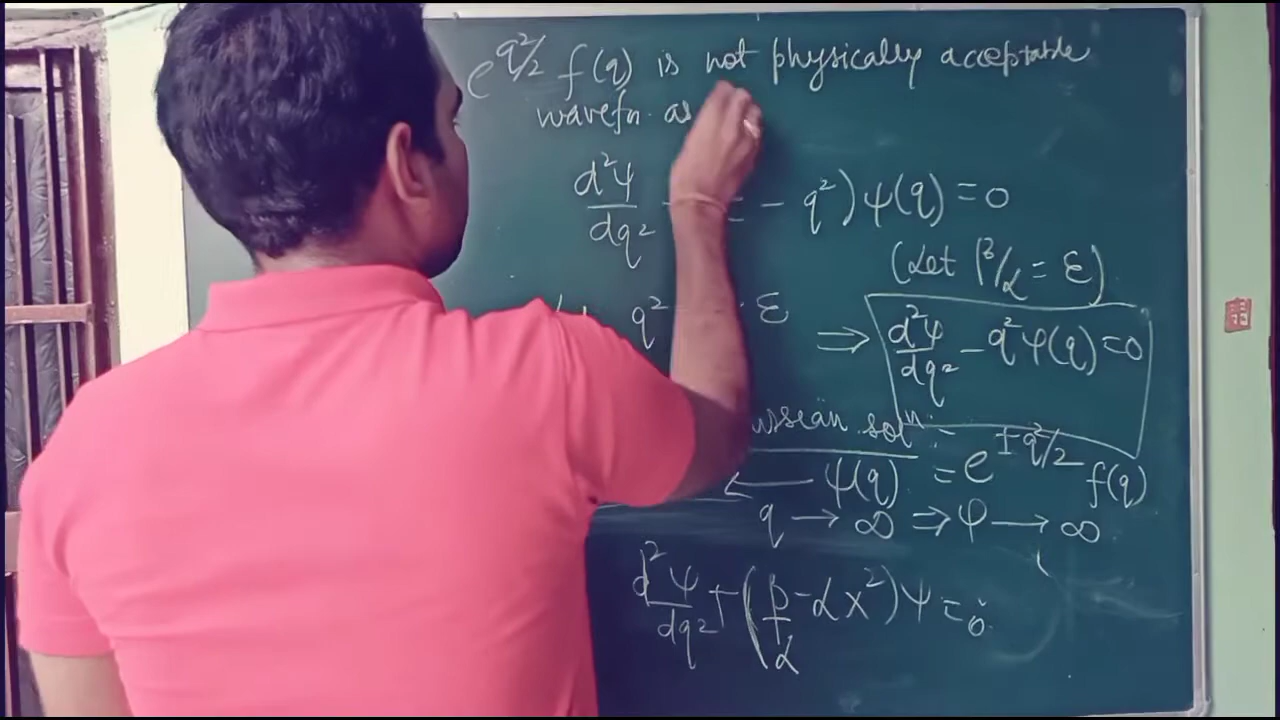 e^{q²/2} f(q) is not physically acceptable
wavefn. as
d²ψ/dq² - q²) ψ(q) = 0
(Let β/α = ε)
q² ε ⇒ d²ψ/dq² - q²ψ(q) = 0
solⁿ :-
← ψ(q) = e^{±q²/2} f(q)
q → ∞ ⇒ ψ → ∞
d²ψ/dq² + (β/α - αx²) ψ = 0